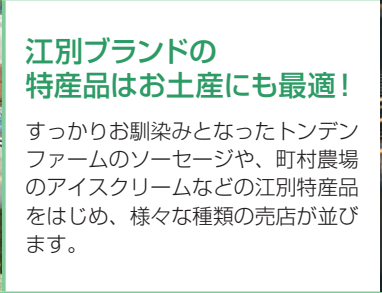 江別ブランドの
特産品はお土産にも最適！
すっかりお馴染みとなったトンデン
ファームのソーセージや、町村農場
のアイスクリームなどの江別特産品
をはじめ、様々な種類の売店が並び
ます。